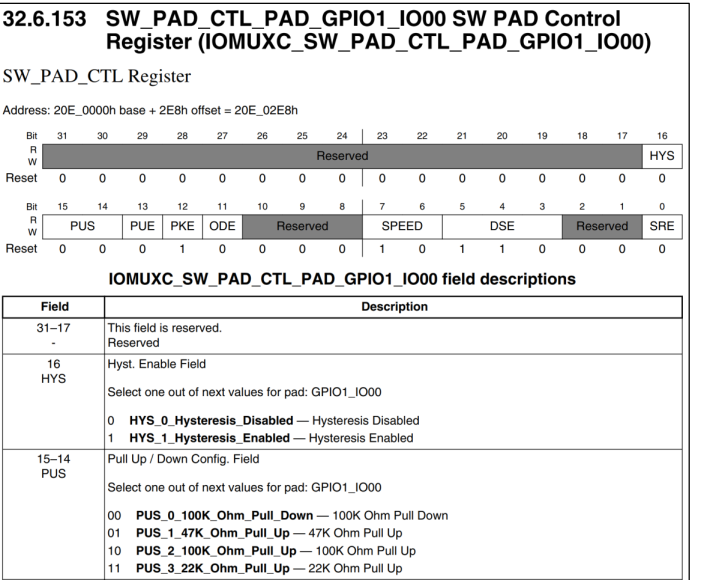 32.6.153 SW_PAD_CTL_PAD_GPIO1_IO00 SW PAD Control
Register (IOMUXC_SW_PAD_CTL_PAD_GPIO1_IO00)
SW_PAD_CTL Register
Address: 20E_0000h base + 2E8h offset = 20E_02E8h
Bit 31 30 29 28 27 26 25 24 23 22 21 20 19 18 17 16
R
W
Reserved HYS
Reset 0 0 0 0 0 0 0 0 0 0 0 0 0 0 0 0
Bit 15 14 13 12 11 10 9 8 7 6 5 4 3 2 1 0
R
W
PUS PUE PKE ODE Reserved SPEED DSE Reserved SRE
Reset 0 0 0 1 0 0 0 0 1 0 1 1 0 0 0 0
IOMUXC_SW_PAD_CTL_PAD_GPIO1_IO00 field descriptions
Field Description
31–17 This field is reserved.
- Reserved
16 Hyst. Enable Field
HYS
Select one out of next values for pad: GPIO1_IO00
0 HYS_0_Hysteresis_Disabled — Hysteresis Disabled
1 HYS_1_Hysteresis_Enabled — Hysteresis Enabled
15–14 Pull Up / Down Config. Field
PUS
Select one out of next values for pad: GPIO1_IO00
00 PUS_0_100K_Ohm_Pull_Down — 100K Ohm Pull Down
01 PUS_1_47K_Ohm_Pull_Up — 47K Ohm Pull Up
10 PUS_2_100K_Ohm_Pull_Up — 100K Ohm Pull Up
11 PUS_3_22K_Ohm_Pull_Up — 22K Ohm Pull Up